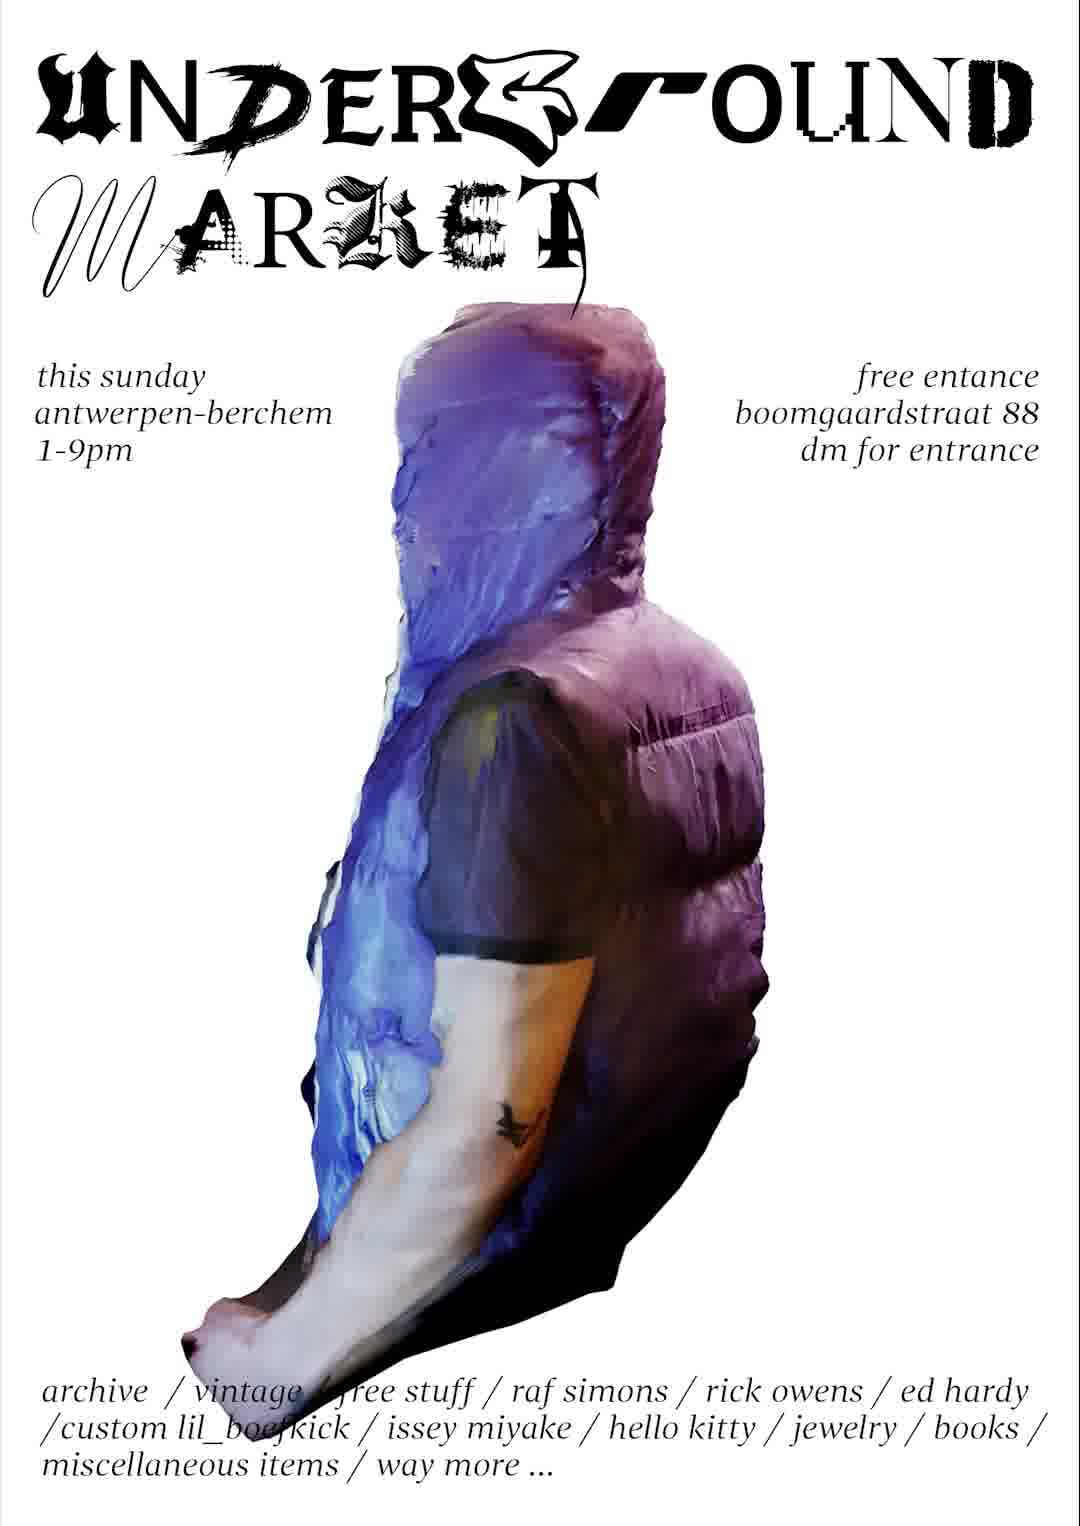 UNDERGrOUND
MARKET
this sunday
antwerpen-berchem
1-9pm
free entance
boomgaardstraat 88
dm for entrance
archive / vintage / free stuff / raf simons / rick owens / ed hardy
/custom lil_boefkick / issey miyake / hello kitty / jewelry / books /
miscellaneous items / way more ...